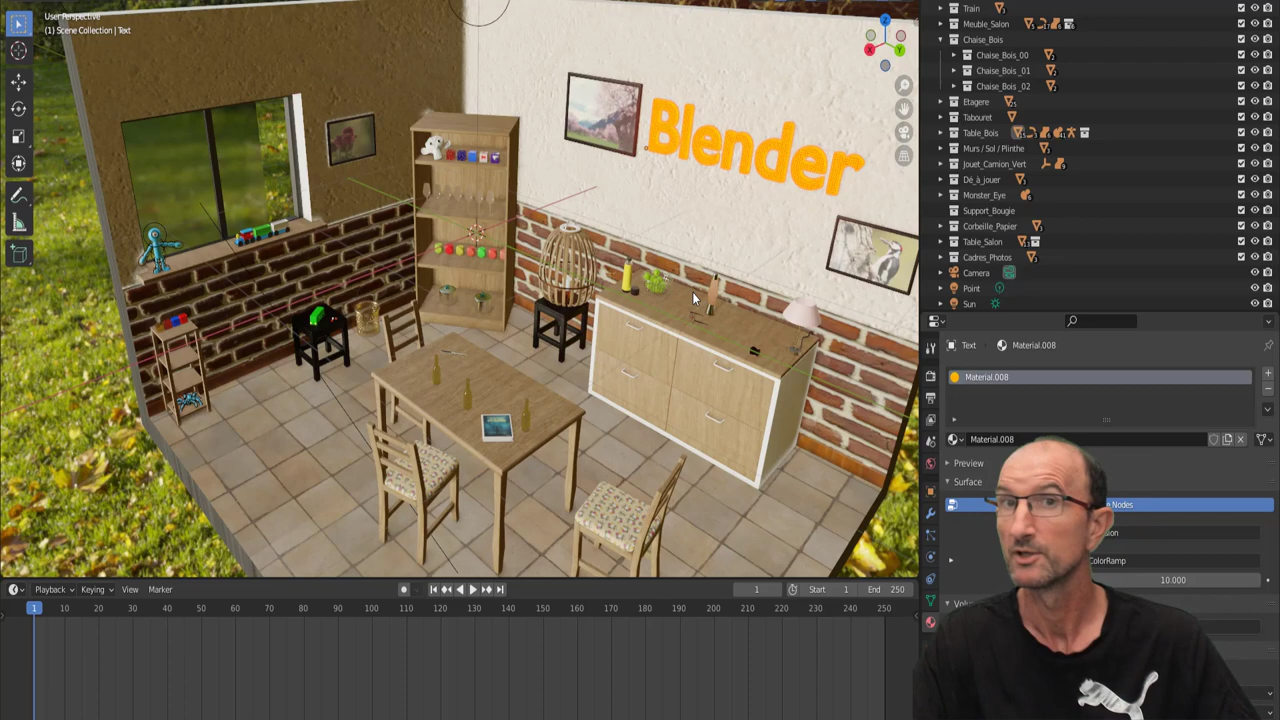 User Perspective
(1) Scene Collection | Text
Blender
Train
Meuble_Salon
Chaise_Bois
Chaise_Bois_00
Chaise_Bois_01
Chaise_Bois_02
Etagere
Tabouret
Table_Bois
Murs / Sol / Plinthe
Jouet_Camion_Vert
Dé_à_jouer
Monster_Eye
Support_Bougie
Corbeille_Papier
Table_Salon
Cadres_Photos
Camera
Point
Sun
Text
Material.008
Material.008
Material.008
Preview
Surface
Nodes
ColorRamp
10.000
Playback
Keying
View
Marker
1
Start 1
End 250
1 10 20 30 40 50 60 70 80 90 100 110 120 130 140 150 160 170 180 190 200 210 220 230 240 250